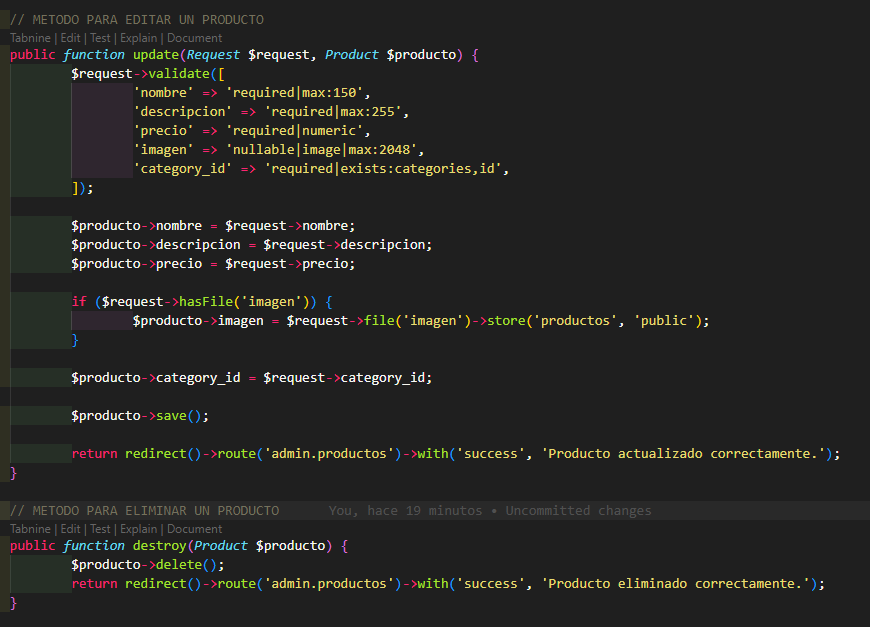 // METODO PARA EDITAR UN PRODUCTO
Tabnine | Edit | Test | Explain | Document
public function update(Request $request, Product $producto) {
$request->validate([
'nombre' => 'required|max:150',
'descripcion' => 'required|max:255',
'precio' => 'required|numeric',
'imagen' => 'nullable|image|max:2048',
'category_id' => 'required|exists:categories,id',
]);
$producto->nombre = $request->nombre;
$producto->descripcion = $request->descripcion;
$producto->precio = $request->precio;
if ($request->hasFile('imagen')) {
$producto->imagen = $request->file('imagen')->store('productos', 'public');
}
$producto->category_id = $request->category_id;
$producto->save();
return redirect()->route('admin.productos')->with('success', 'Producto actualizado correctamente.');
}
// METODO PARA ELIMINAR UN PRODUCTO You, hace 19 minutos • Uncommitted changes
Tabnine | Edit | Test | Explain | Document
public function destroy(Product $producto) {
$producto->delete();
return redirect()->route('admin.productos')->with('success', 'Producto eliminado correctamente.');
}